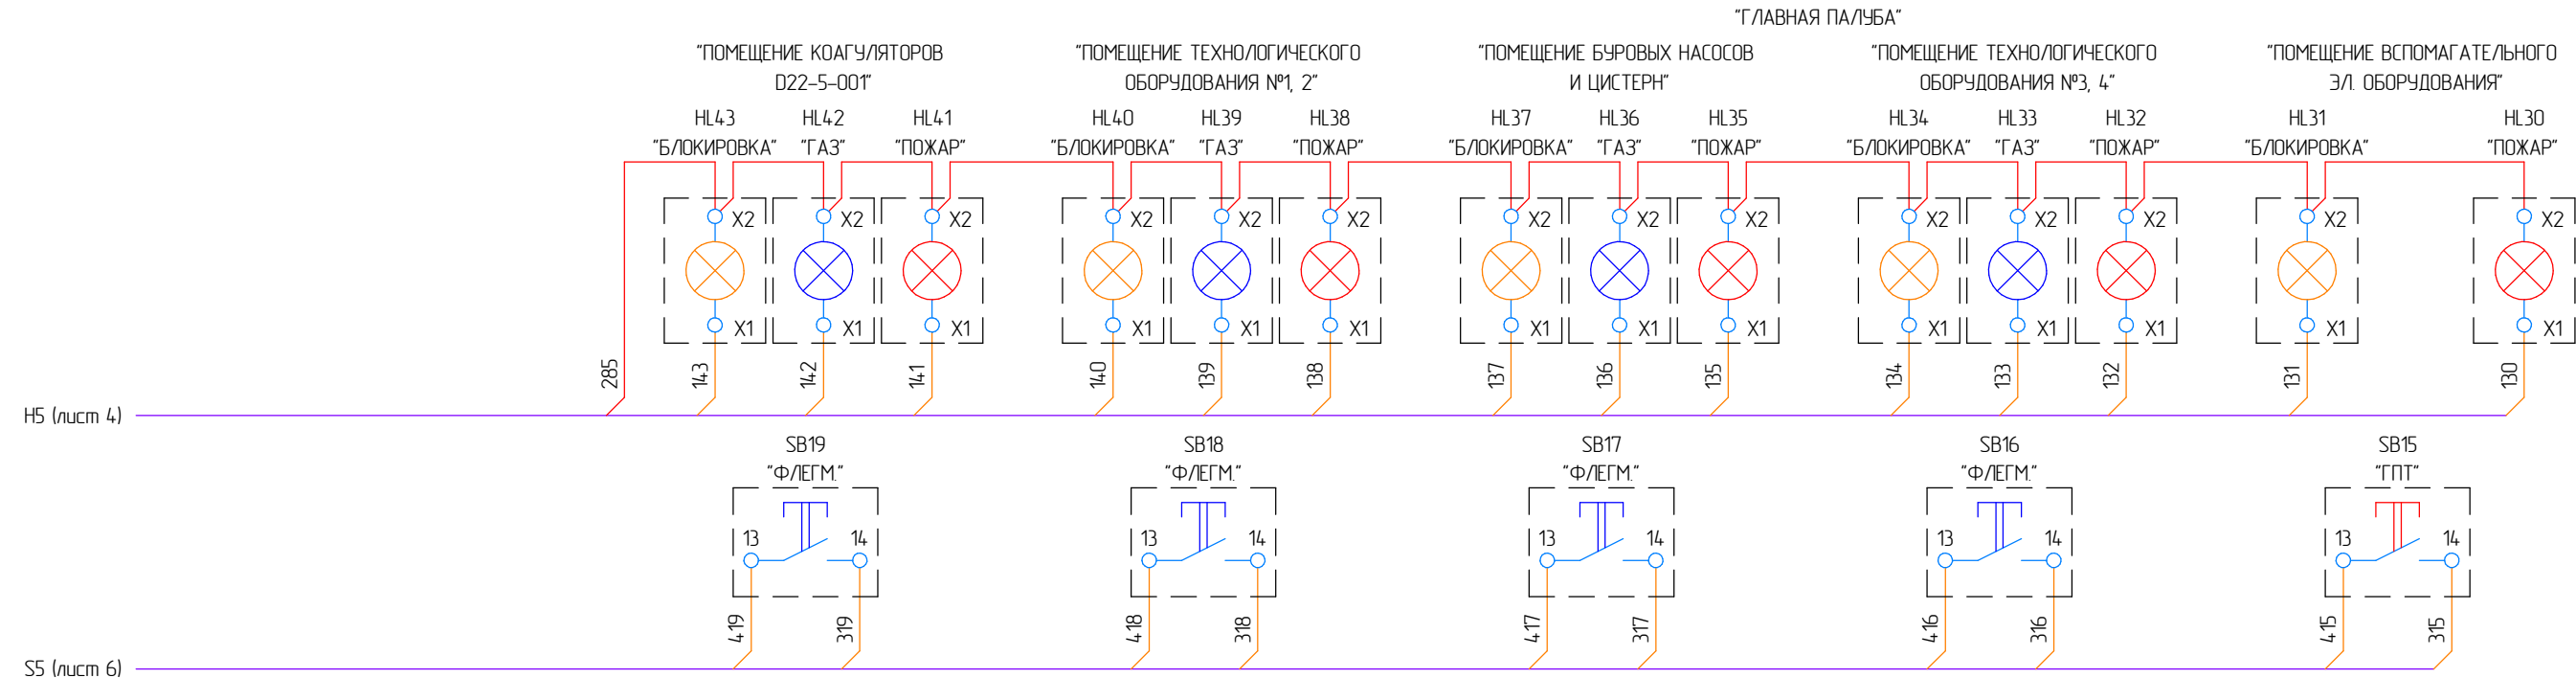 "ГЛАВНАЯ ПАЛУБА"
"ПОМЕЩЕНИЕ КОАГУЛЯТОРОВ
D22-5-001"
"ПОМЕЩЕНИЕ ТЕХНОЛОГИЧЕСКОГО
ОБОРУДОВАНИЯ №1, 2"
"ПОМЕЩЕНИЕ БУРОВЫХ НАСОСОВ
И ЦИСТЕРН"
"ПОМЕЩЕНИЕ ТЕХНОЛОГИЧЕСКОГО
ОБОРУДОВАНИЯ №3, 4"
"ПОМЕЩЕНИЕ ВСПОМАГАТЕЛЬНОГО
ЭЛ. ОБОРУДОВАНИЯ"
HL43 HL42 HL41 HL40 HL39 HL38 HL37 HL36 HL35 HL34 HL33 HL32 HL31 HL30
"БЛОКИРОВКА" "ГАЗ" "ПОЖАР" "БЛОКИРОВКА" "ГАЗ" "ПОЖАР" "БЛОКИРОВКА" "ГАЗ" "ПОЖАР" "БЛОКИРОВКА" "ГАЗ" "ПОЖАР" "БЛОКИРОВКА" "ПОЖАР"
X2 X2 X2 X2 X2 X2 X2 X2 X2 X2 X2 X2 X2 X2
X1 X1 X1 X1 X1 X1 X1 X1 X1 X1 X1 X1 X1 X1
285 143 142 141 140 139 138 137 136 135 134 133 132 131 130
H5 (лист 4)
SB19 SB18 SB17 SB16 SB15
"ФЛЕГМ." "ФЛЕГМ." "ФЛЕГМ." "ФЛЕГМ." "ГПТ"
13 14 13 14 13 14 13 14 13 14
419 319 418 318 417 317 416 316 415 315
S5 (лист 6)